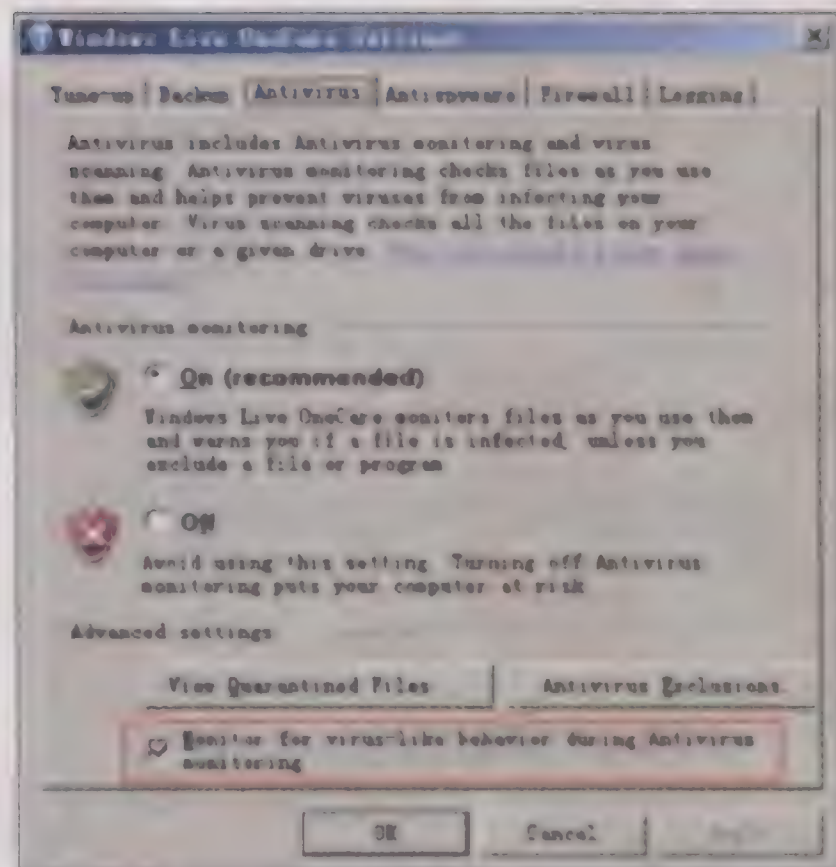 Windows Live OneCare Settings
Tune-up Backup Antivirus Antispyware Firewall Logging
Antivirus includes Antivirus monitoring and virus
scanning. Antivirus monitoring checks files as you use
them and helps prevent viruses from infecting your
computer. Virus scanning checks all the files on your
computer or a given drive.
Antivirus monitoring
On (recommended)
Windows Live OneCare monitors files as you use them
and warns you if a file is infected, unless you
exclude a file or program
Off
Avoid using this setting. Turning off Antivirus
monitoring puts your computer at risk
Advanced settings
View Quarantined Files Antivirus Exclusions.
Monitor for virus-like behavior during Antivirus
monitoring
OK Cancel Apply